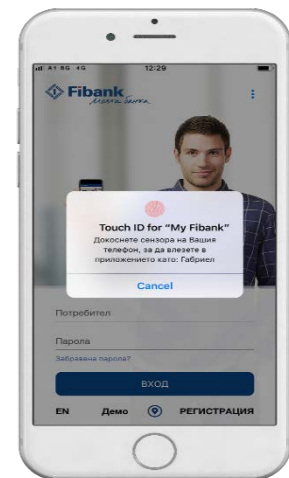 A1 BG 4G 12:29
Fibank
Моята банка
Touch ID for “My Fibank”
Докоснете сензора на Вашия
телефон, за да влезете в
приложението като: Габриел
Cancel
Потребител
Парола
Забравена парола?
ВХОД
EN Демо РЕГИСТРАЦИЯ